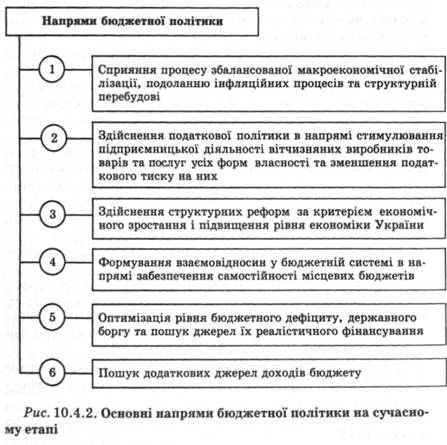 Напрями бюджетної політики
1
Сприяння процесу збалансованої макроекономічної стабі-
лізації, подоланню інфляційних процесів та структурній
перебудові
2
Здійснення податкової політики в напрямі стимулювання
підприємницької діяльності вітчизняних виробників то-
варів та послуг усіх форм власності та зменшення подат-
кового тиску на них
3
Здійснення структурних реформ за критерієм економіч-
ного зростання і підвищення рівня економіки України
4
Формування взаємовідносин у бюджетній системі в на-
прямі забезпечення самостійності місцевих бюджетів
5
Оптимізація рівня бюджетного дефіциту, державного
боргу та пошук джерел їх реалістичного фінансування
6
Пошук додаткових джерел доходів бюджету
Рис. 10.4.2. Основні напрями бюджетної політики на сучасно-
му етапі